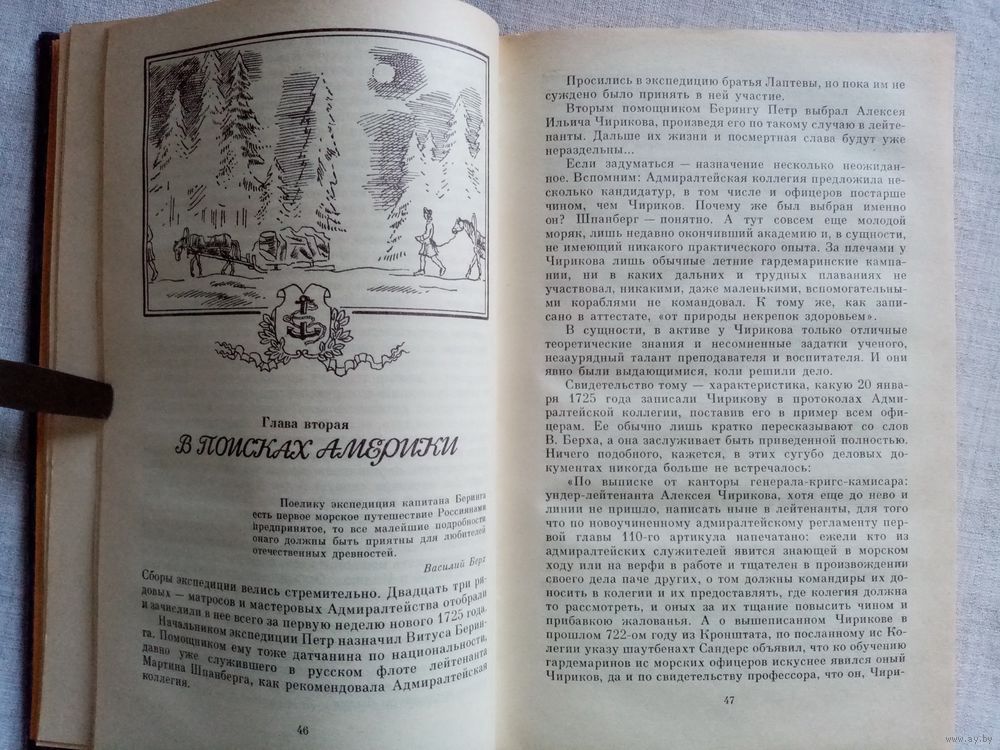 Глава вторая
В ПОИСКАХ АМЕРИКИ
Поелику экспедиция капитана Беринга
есть первое морское путешествие Россиянами
предпринятое, то все малейшие подробности
онаго должны быть приятны для любителей
отечественных древностей.
Василий Берх
Сборы экспедиции велись стремительно. Двадцать три ря-
довых — матросов и мастеровых Адмиралтейства отобрали
и зачислили в нее всего за первую неделю нового 1725 года.
Начальником экспедиции Петр назначил Витуса Берин-
га. Помощником ему тоже датчанина по национальности,
давно уже служившего в русском флоте лейтенанта
Мартина Шпанберга, как рекомендовала Адмиралтейская
коллегия.
46
Просились в экспедицию братья Лаптевы, но пока им не
суждено было принять в ней участие.
Вторым помощником Берингу Петр выбрал Алексея
Ильича Чирикова, произведя его по такому случаю в лейте-
нанты. Дальше их жизни и посмертная слава будут уже
нераздельны...
Если задуматься — назначение несколько неожидан-
ное. Вспомним: Адмиралтейская коллегия предложила не-
сколько кандидатур, в том числе и офицеров постарше
чином, чем Чириков. Почему же был выбран именно
он? Шпанберг — понятно. А тут совсем еще молодой
моряк, лишь недавно окончивший академию и, в сущности,
не имеющий никакого практического опыта. За плечами у
Чирикова лишь обычные летние гардемаринские кампа-
нии, ни в каких дальних и трудных плаваниях не
участвовал, никакими, даже маленькими, вспомогательны-
ми кораблями не командовал. К тому же, как запи-
сано в аттестате, «от природы некрепок здоровьем».
В сущности, в активе у Чирикова только отличные
теоретические знания и несомненные задатки ученого,
незаурядный талант преподавателя и воспитателя. И они
явно были выдающимися, коли решили дело.
Свидетельство тому — характеристика, какую 20 янва-
ря 1725 года записали Чирикову в протоколах Адми-
ралтейской коллегии, поставив его в пример всем офи-
церам. Ее обычно лишь кратко пересказывают со слов
В. Берха, а она заслуживает быть приведенной полностью.
Ничего подобного, кажется, в этих сугубо деловых до-
кументах никогда больше не встречалось:
«По выписке от канторы генерала-кригс-камисара:
ундер-лейтенанта Алексея Чирикова, хотя еще до нево и
линии не пришло, написать ныне в лейтенанты, для того
что по новоучиненному адмиралтейскому регламенту пер-
вой главы 110-го артикула напечатано: ежели кто из
адмиралтейских служителей явится знающей в морском
ходу или на верфи в работе и тщателен в произвождении
своего дела паче других, о том должны командиры их до-
носить в колегии и их предоставлять, где колегия должна
то рассмотреть, и оных за их тщание повысить чином и
прибавкою жалованья. А о вышеписанном Чирикове в
прошлом 722-ом году из Кронштата, по посланному ис Ко-
легии указу шаутбенахт Сандерс объявил, что ко обучению
гардемаринов ис морских офицеров искуснее явился оный
Чириков, да и по свидетельству профессора, что он, Чири-
47
www.ay.by